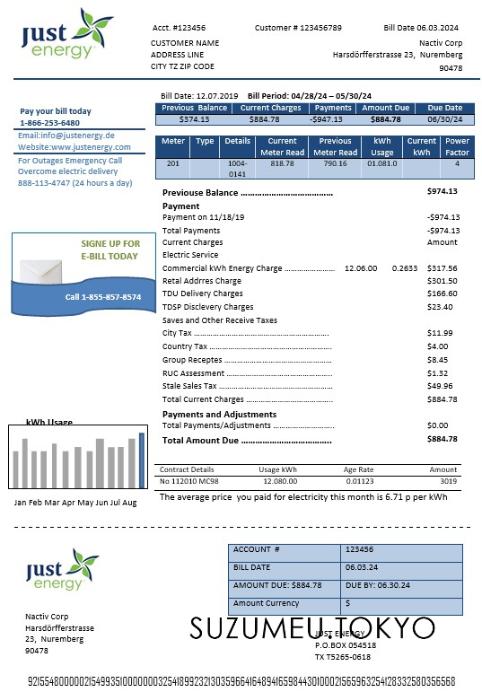 just energy
Acct. #123456 Customer # 123456789 Bill Date 06.03.2024
CUSTOMER NAME Nactiv Corp
ADDRESS LINE Harsdörfferstrasse 23, Nuremberg
CITY TZ ZIP CODE 90478
Bill Date: 12.07.2019 Bill Period: 04/28/24 – 05/30/24
Previous Balance Current Charges Payments Amount Due Due Date
$374.13 $884.78 -$947.13 $884.78 06/30/24
Pay your bill today
1-866-253-6480
Email:info@justenergy.de
Website:www.justenergy.com
For Outages Emergency Call
Overcome electric delivery
888-113-4747 (24 hours a day)
Meter Type Details Current Meter Read Previous Meter Read kWh Usage Current kWh Power Factor
201 1004-0141 818.78 790.16 01.081.0 4
Previouse Balance ........................................ $974.13
Payment
Payment on 11/18/19 -$974.13
Total Payments -$974.13
Current Charges Amount
Electric Service
Commercial kWh Energy Charge .................. 12.06.00 0.2633 $317.56
Retal Addrres Charge $301.50
TDU Delivery Charges $166.60
TDSP Disclevery Charges $23.40
Saves and Other Receive Taxes
City Tax ........................................ $11.99
Country Tax ........................................ $4.00
Group Receptes ........................................ $8.45
RUC Assessment ........................................ $1.32
Stale Sales Tax ........................................ $49.96
Total Current Charges ........................................ $884.78
Payments and Adjustments
Total Payments/Adjustments ........................................ $0.00
Total Amount Due ........................................ $884.78
SIGNE UP FOR
E-BILL TODAY
Call 1-855-857-8574
kWh Usage
Jan Feb Mar Apr May Jun Jul Aug
Contract Details Usage kWh Age Rate Amount
No 112010 MC98 12.080.00 0.01123 3019
The average price you paid for electricity this month is 6.71 p per kWh
just energy
ACCOUNT # 123456
BILL DATE 06.03.24
AMOUNT DUE: $884.78 DUE BY: 06.30.24
Amount Currency $
Nactiv Corp
Harsdörfferstrasse
23, Nuremberg
90478
SUZUMEU.TOKYO
JUST ENERGY
P.O.BOX 054518
TX T5265-0618